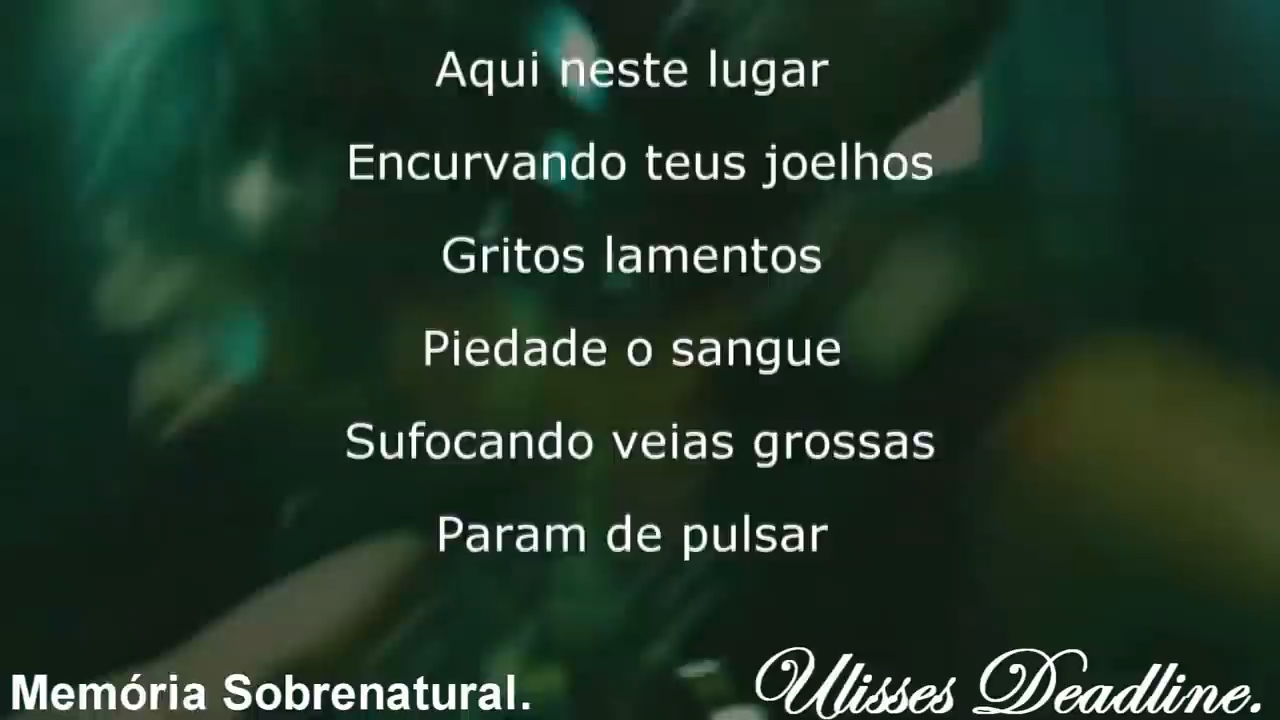 Aqui neste lugar
Encurvando teus joelhos
Gritos lamentos
Piedade o sangue
Sufocando veias grossas
Param de pulsar
Memória Sobrenatural.
Ulisses Deadline.